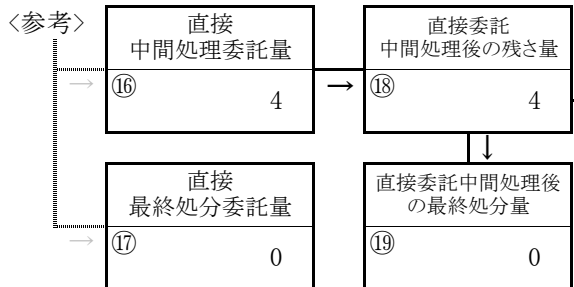 〈参考〉
直接
中間処理委託量
⑯
4
→
→
直接委託
中間処理後の残さ量
⑱
4
↓
直接
最終処分委託量
→
⑰
0
直接委託中間処理後
の最終処分量
⑲
0